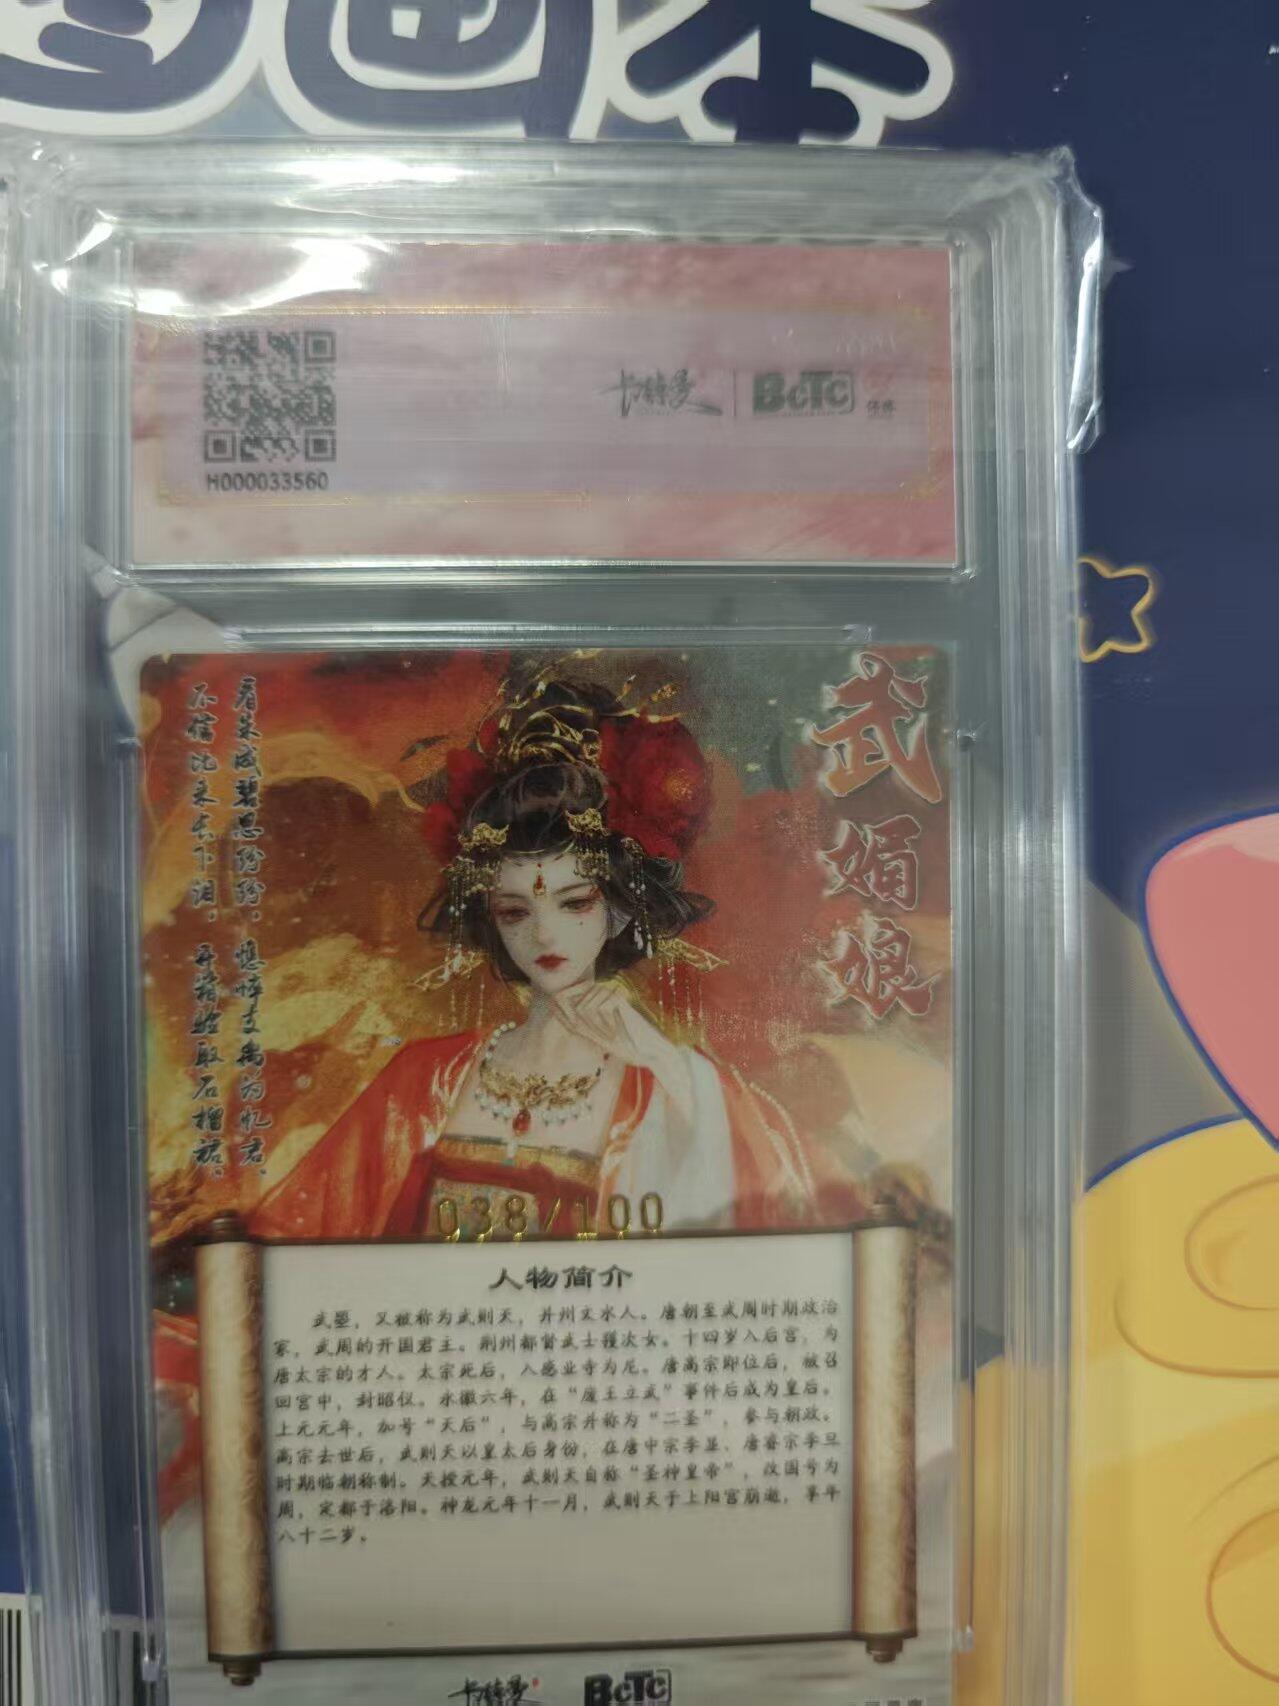 画本
卡特曼
BCTC
H000033560
武媚娘
看朱成碧思纷纷，憔悴支离为忆君。
不信比来长下泪，开箱验取石榴裙。
038/100
人物简介
武曌，又被称为武则天，并州文水人。唐朝至武周时期政治
家，武周的开国君主。荆州都督武士彟次女。十四岁入后宫，为
唐太宗的才人。太宗死后，入感业寺为尼。唐高宗即位后，被召
回宫中，封昭仪。永徽六年，在“废王立武”事件后成为皇后。
上元元年，加号“天后”，与高宗并称为“二圣”，参与朝政。
高宗去世后，武则天以皇太后身份，在唐中宗李显、唐睿宗李旦
时期临朝称制。天授元年，武则天自称“圣神皇帝”，改国号为
周，定都于洛阳。神龙元年十一月，武则天于上阳宫崩逝，享年
八十二岁。
卡特曼
BCTC